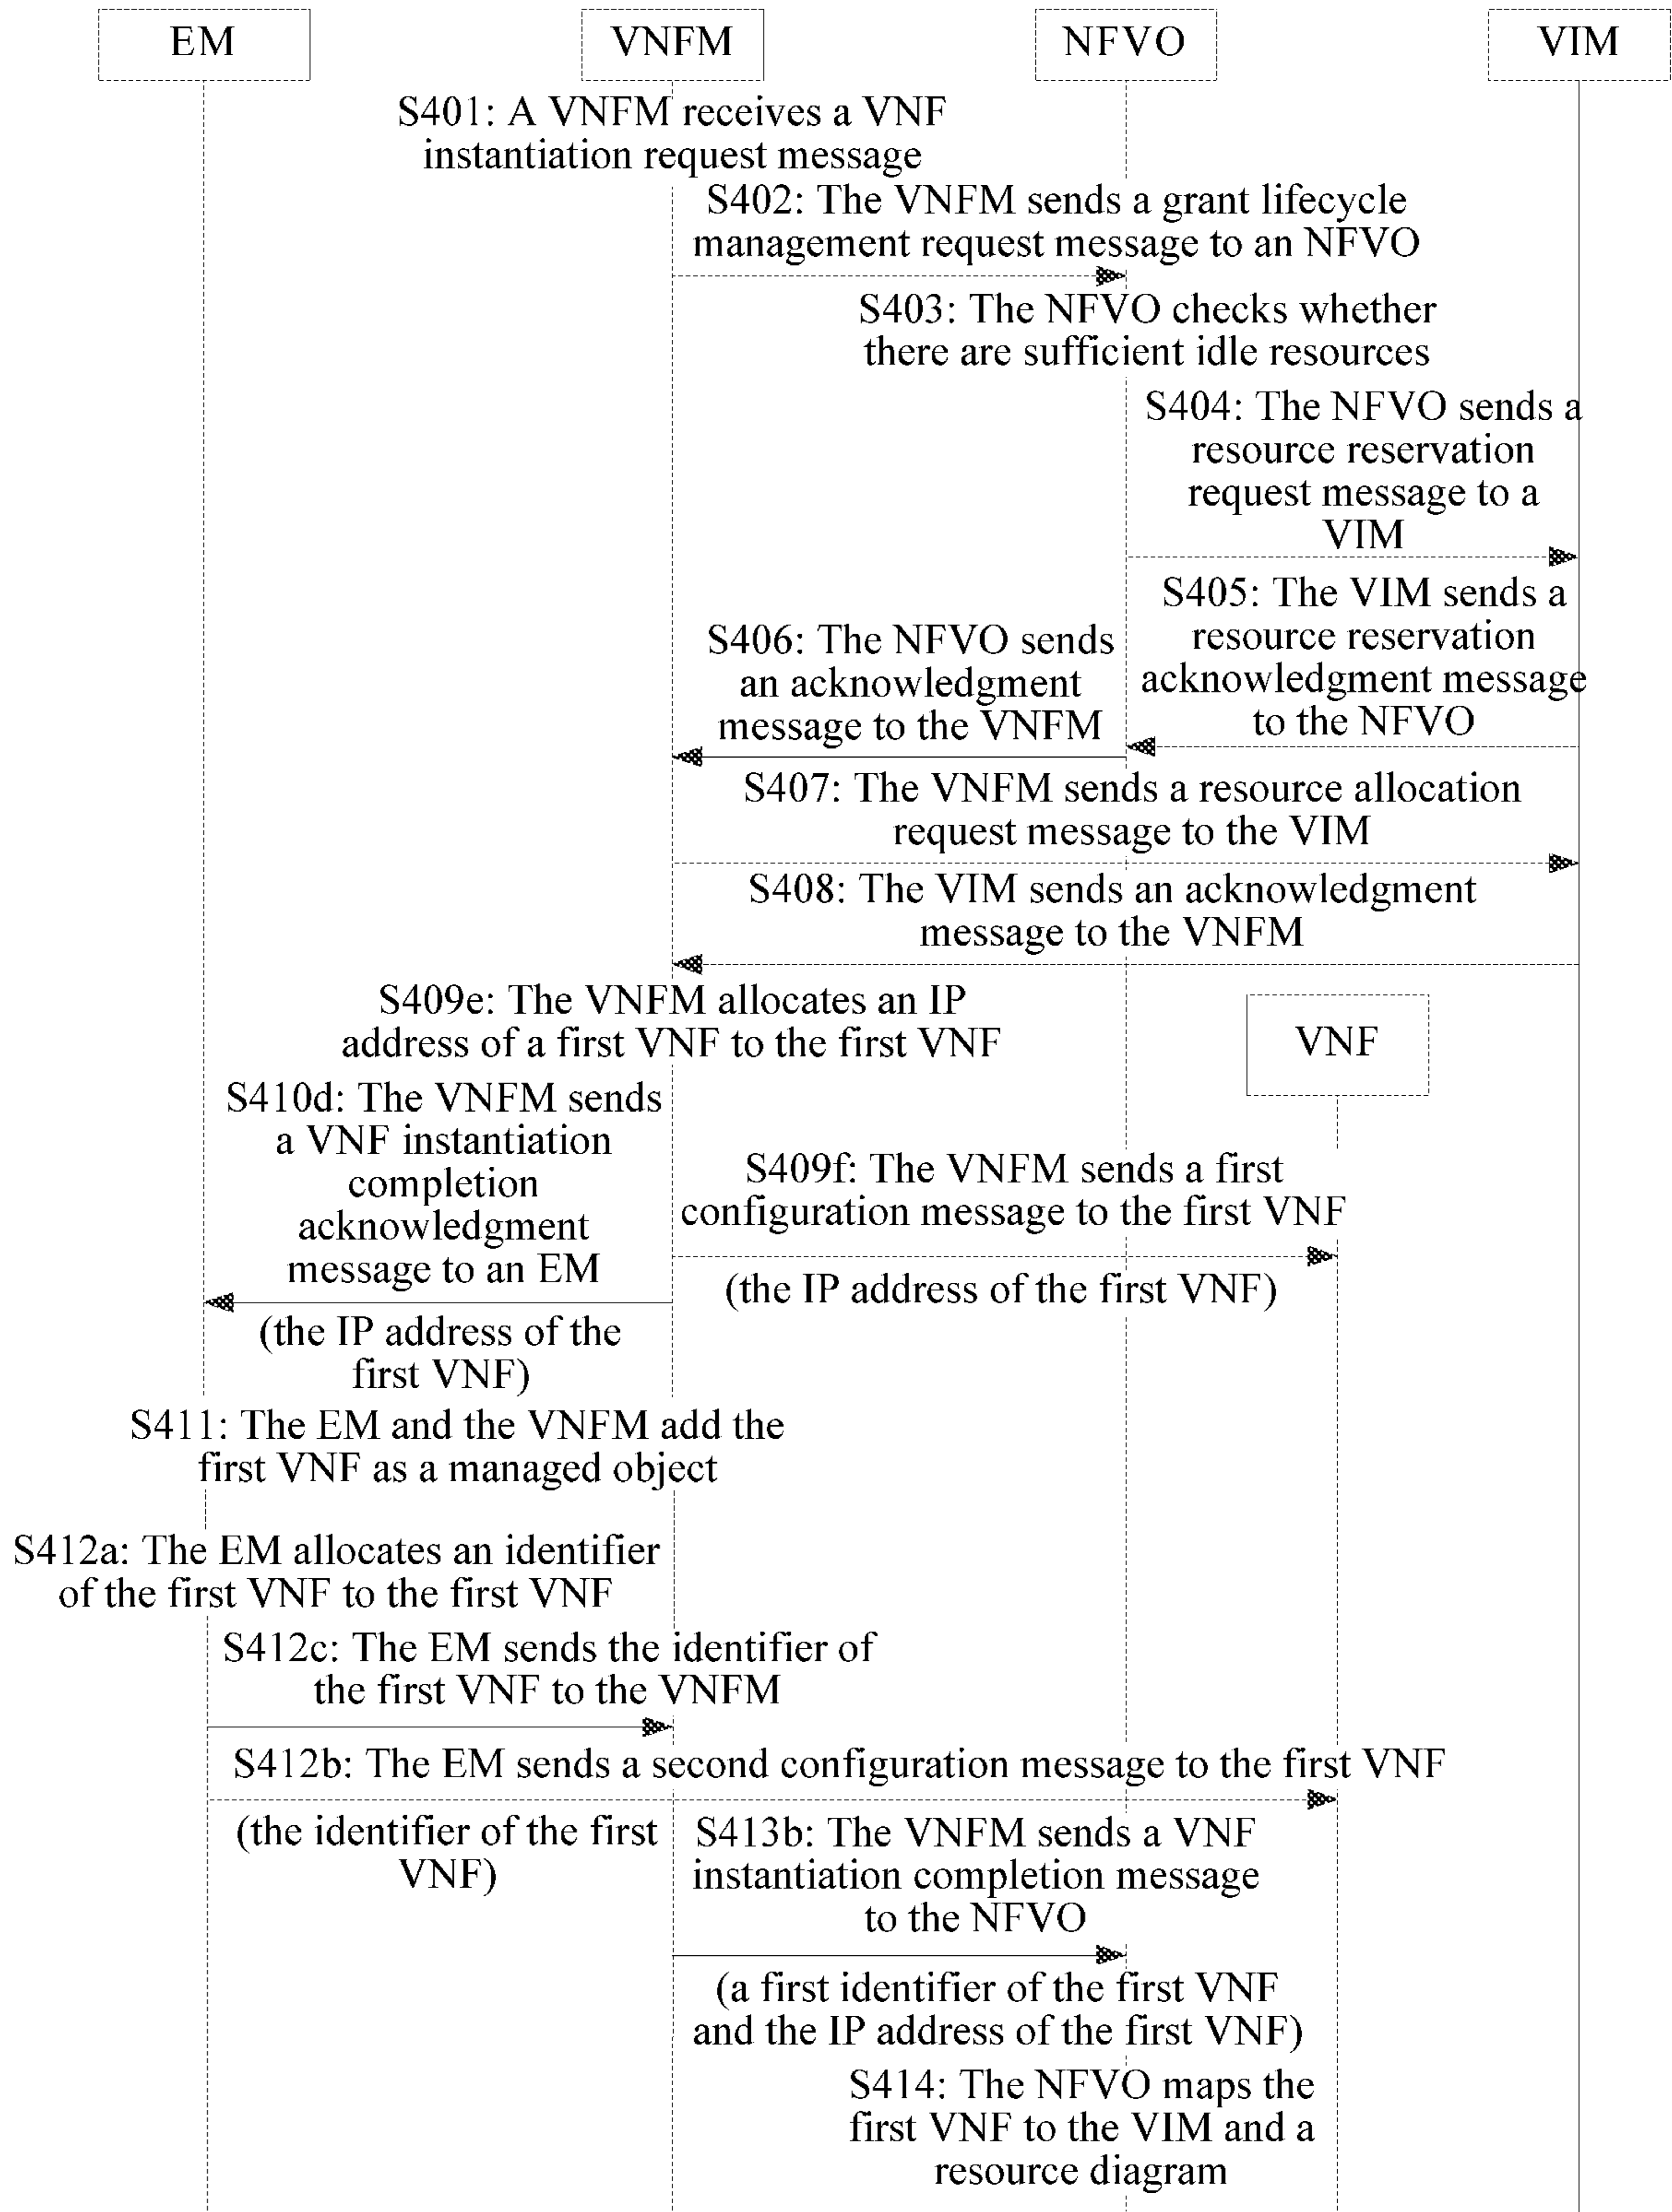 EM
VNFM
NFVO
VIM
S401: A VNFM receives a VNF
instantiation request message
S402: The VNFM sends a grant lifecycle
management request message to an NFVO
S403: The NFVO checks whether
there are sufficient idle resources
S404: The NFVO sends a
resource reservation
request message to a
VIM
S405: The VIM sends a
resource reservation
acknowledgment message
to the NFVO
S406: The NFVO sends
an acknowledgment
message to the VNFM
S407: The VNFM sends a resource allocation
request message to the VIM
S408: The VIM sends an acknowledgment
message to the VNFM
S409e: The VNFM allocates an IP
address of a first VNF to the first VNF
VNF
S410d: The VNFM sends
a VNF instantiation
completion
acknowledgment
message to an EM
(the IP address of the
first VNF)
S409f: The VNFM sends a first
configuration message to the first VNF
(the IP address of the first VNF)
S411: The EM and the VNFM add the
first VNF as a managed object
S412a: The EM allocates an identifier
of the first VNF to the first VNF
S412c: The EM sends the identifier of
the first VNF to the VNFM
S412b: The EM sends a second configuration message to the first VNF
(the identifier of the first
VNF)
S413b: The VNFM sends a VNF
instantiation completion message
to the NFVO
(a first identifier of the first VNF
and the IP address of the first VNF)
S414: The NFVO maps the
first VNF to the VIM and a
resource diagram